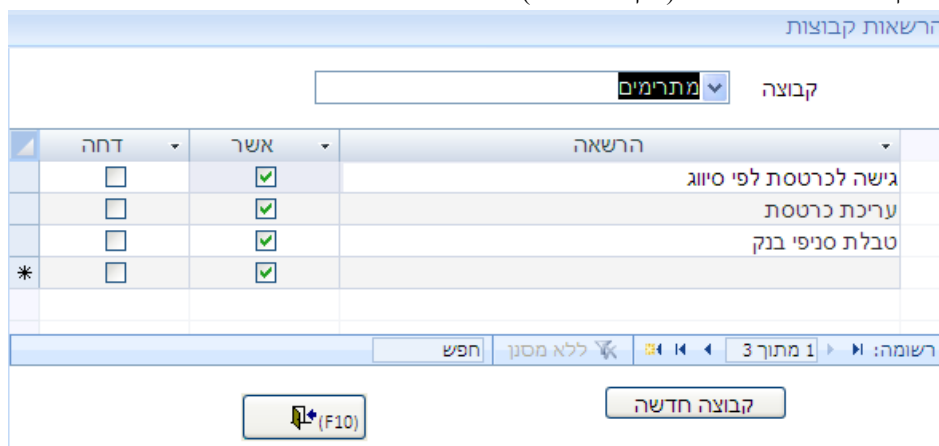 הרשאות קבוצות
קבוצה מתרימים
הרשאה אשר דחה
גישה לכרטסת לפי סיווג
עריכת כרטסת
טבלת סניפי בנק
רשומה: 1 מתוך 3 ללא מסנן חפש
קבוצה חדשה
(F10)